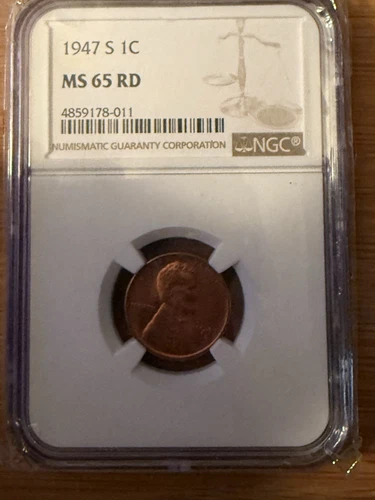 1947 S 1C
MS 65 RD
4859178-011
NUMISMATIC GUARANTY CORPORATION
NGC®